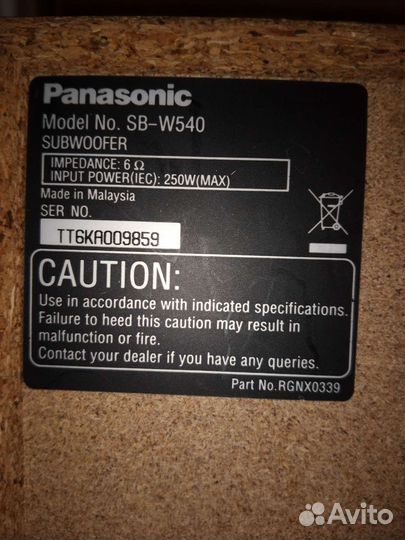 Panasonic
Model No. SB-W540
SUBWOOFER
IMPEDANCE: 6 Ω
INPUT POWER(IEC): 250W(MAX)
Made in Malaysia
SER NO.
TT6KA009859
CAUTION:
Use in accordance with indicated specifications.
Failure to heed this caution may result in
malfunction or fire.
Contact your dealer if you have any queries.
Part No.RGNX0339
Avito